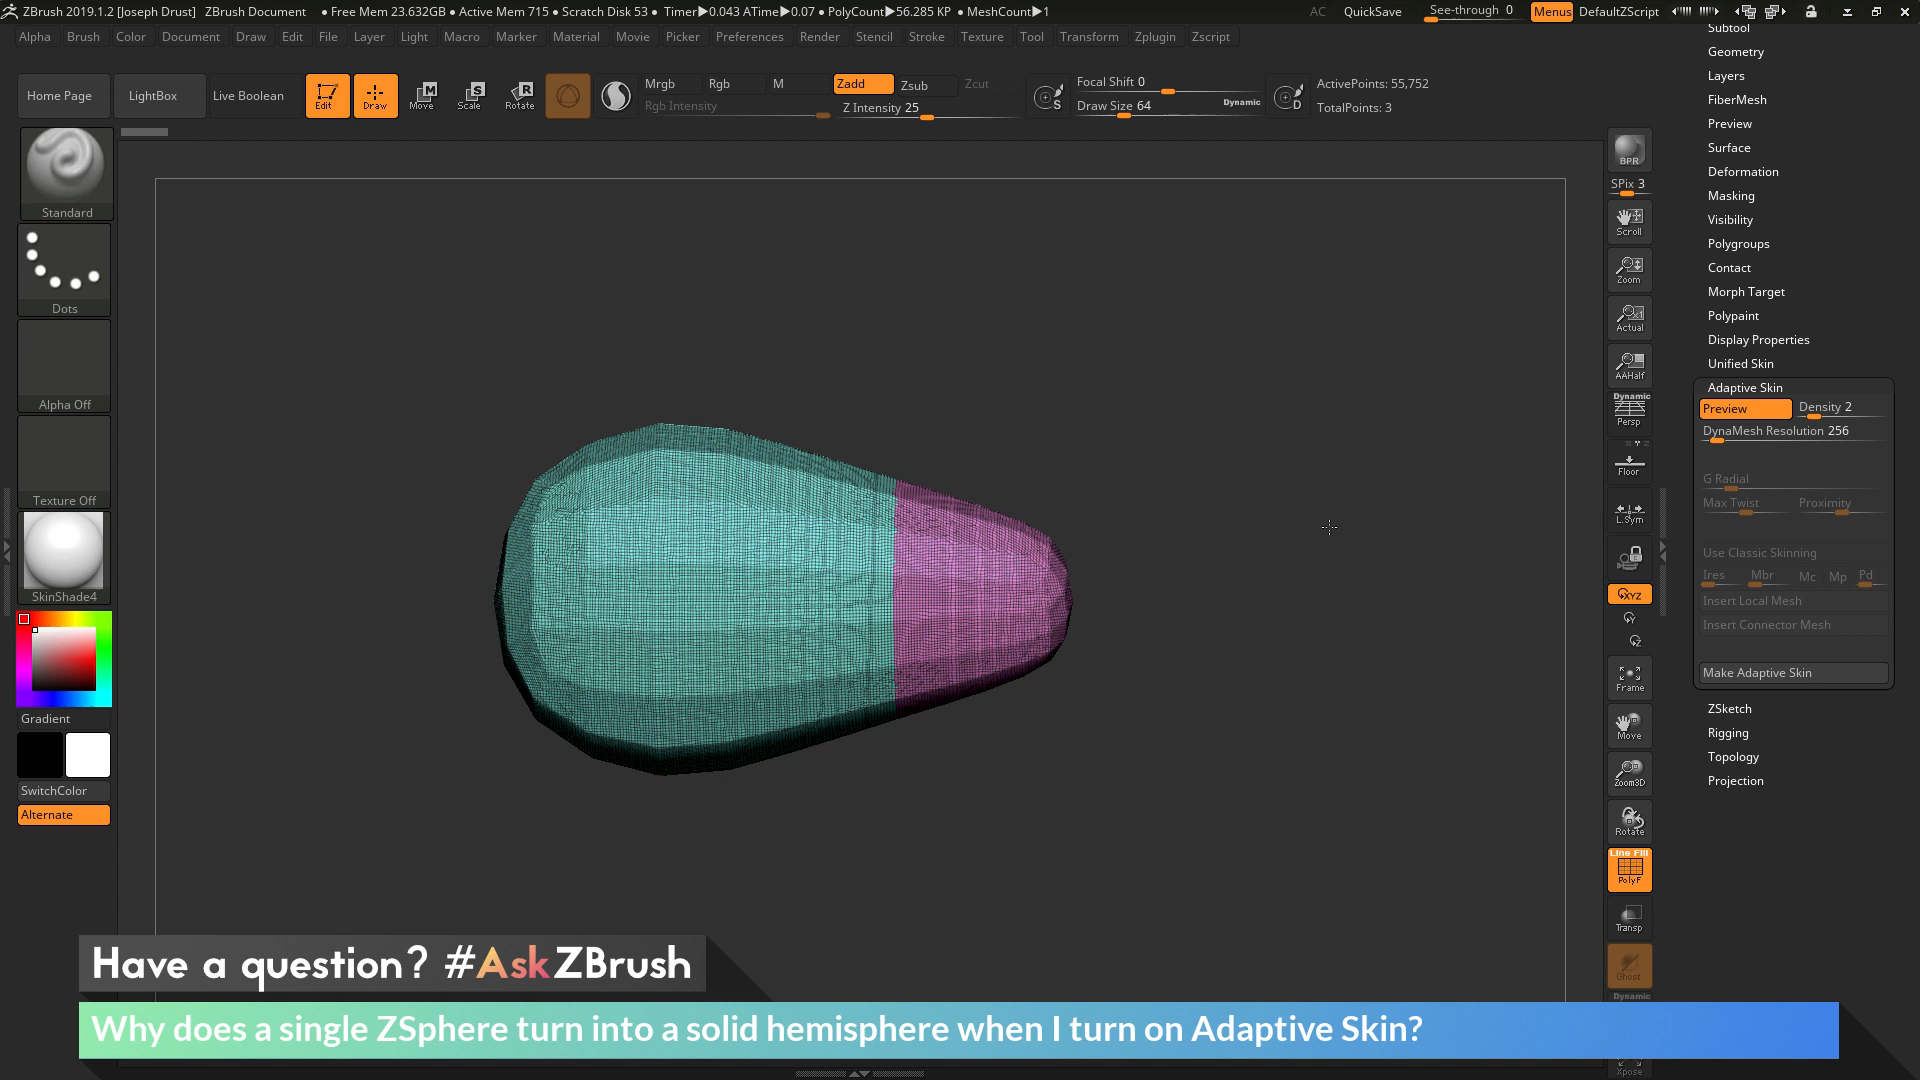 ZBrush 2019.1.2 [Joseph Drust] ZBrush Document • Free Mem 23.632GB • Active Mem 715 • Scratch Disk 53 • Timer▶0.043 ATime▶0.07 • PolyCount▶56.285 KP • MeshCount▶1 AC QuickSave See-through 0 Menus DefaultZScript
Alpha Brush Color Document Draw Edit File Layer Light Macro Marker Material Movie Picker Preferences Render Stencil Stroke Texture Tool Transform Zplugin Zscript
Home Page LightBox Live Boolean Edit Draw Move Scale Rotate
Mrgb Rgb M Zadd Zsub Zcut
Rgb Intensity Z Intensity 25
Focal Shift 0
Draw Size 64 Dynamic
S D
ActivePoints: 55,752
TotalPoints: 3
Standard
Dots
Alpha Off
Texture Off
SkinShade4
Gradient
SwitchColor
Alternate
BPR
SPix 3
Scroll
Zoom
Actual
AAHalf
Dynamic
Persp
Floor
L.Sym
XYZ
Y
Z
Frame
Move
Zoom3D
Rotate
Line Fill
PolyF
Transp
Ghost
Dynamic
Xpose
Subtool
Geometry
Layers
FiberMesh
Preview
Surface
Deformation
Masking
Visibility
Polygroups
Contact
Morph Target
Polypaint
Display Properties
Unified Skin
Adaptive Skin
Preview Density 2
DynaMesh Resolution 256
G Radial
Max Twist Proximity
Use Classic Skinning
Ires Mbr Mc Mp Pd
Insert Local Mesh
Insert Connector Mesh
Make Adaptive Skin
ZSketch
Rigging
Topology
Projection
Have a question? #AskZBrush
Why does a single ZSphere turn into a solid hemisphere when I turn on Adaptive Skin?